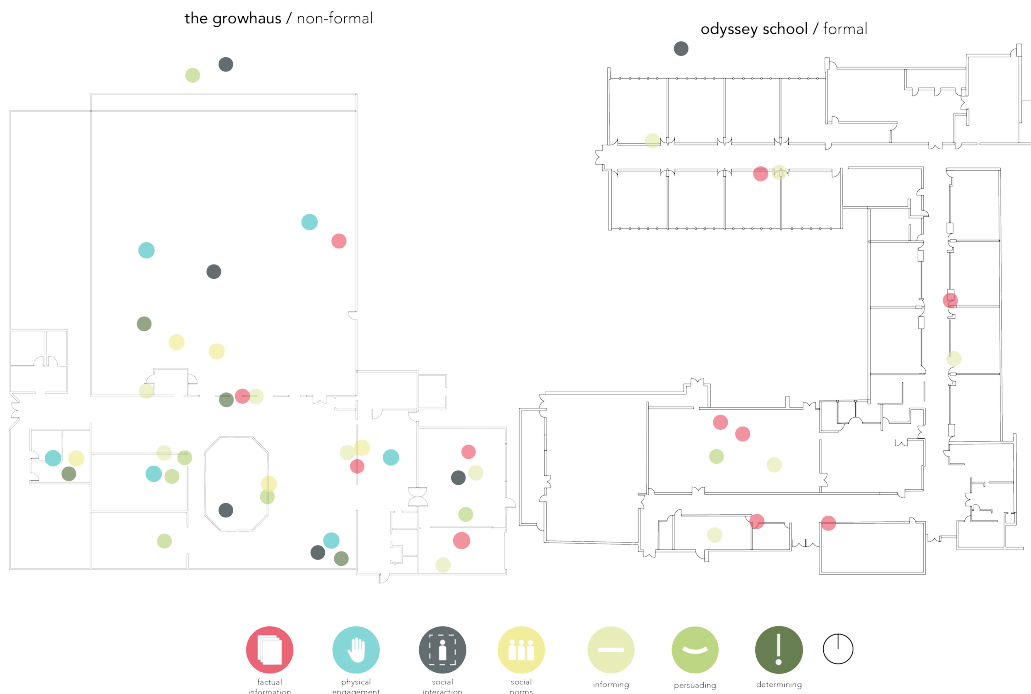 the growhaus / non-formal
odyssey school / formal
factual
information
physical
engagement
social
interaction
social
norms
informing
persuading
determining